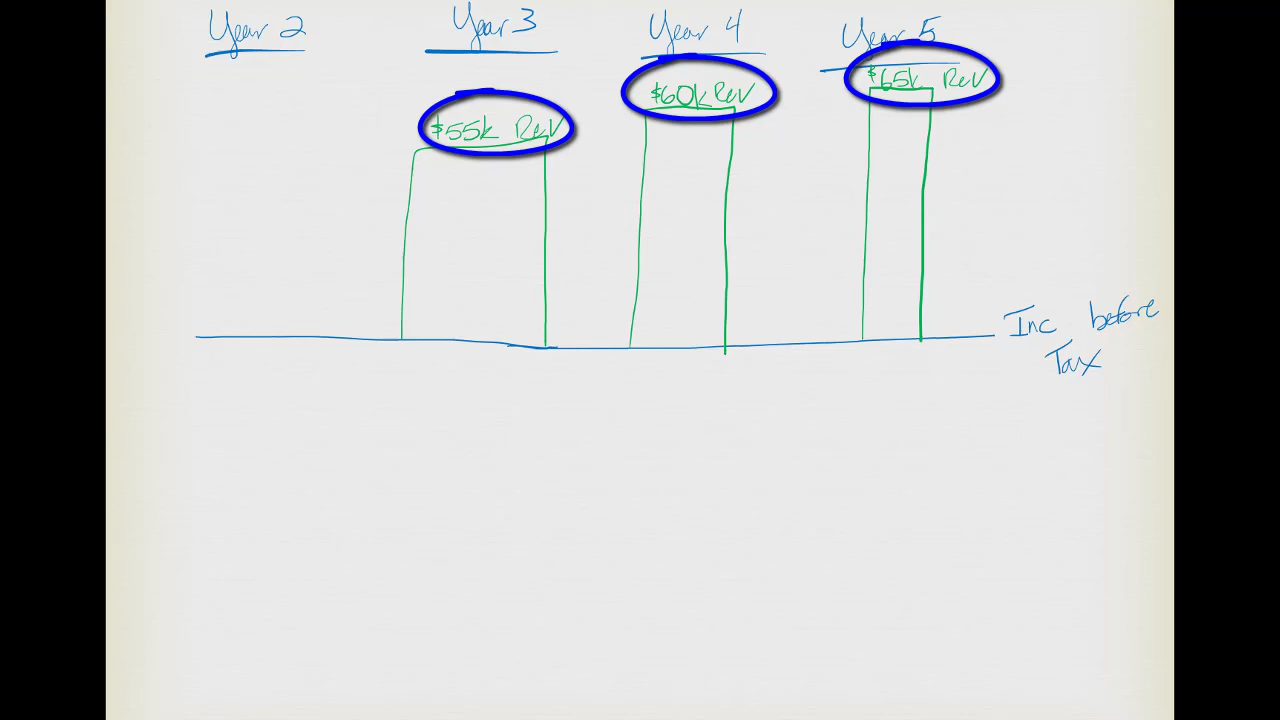 Year 2
Year 3
Year 4
Year 5
$55k Rev
$60k Rev
$65k Rev
Inc before
Tax